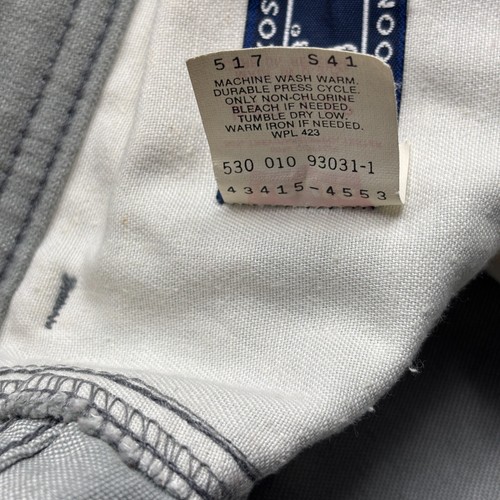 517 S41
MACHINE WASH WARM.
DURABLE PRESS CYCLE.
ONLY NON-CHLORINE
BLEACH IF NEEDED.
TUMBLE DRY LOW.
WARM IRON IF NEEDED.
WPL 423
530 010 93031-1
43415-4553